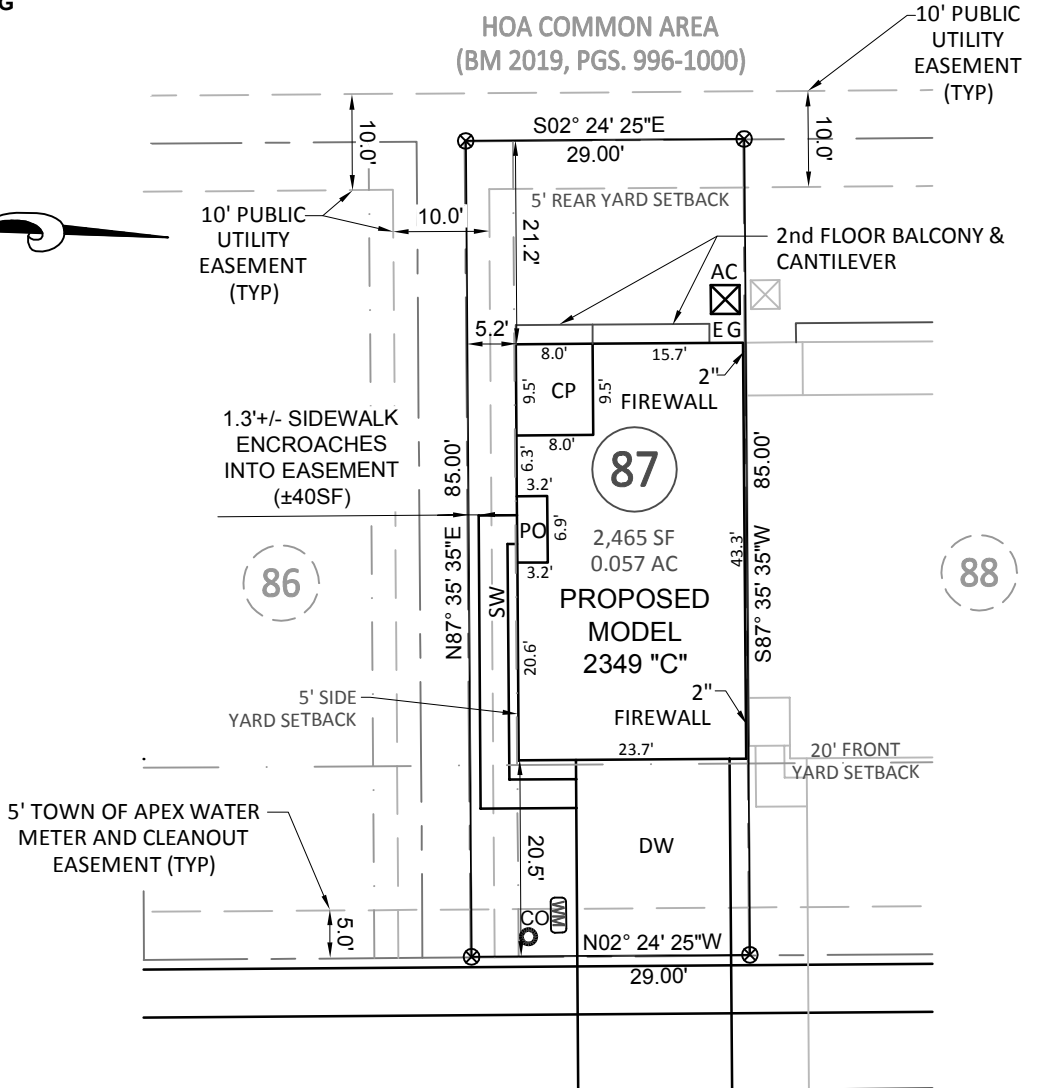 G
HOA COMMON AREA
(BM 2019, PGS. 996-1000)
10' PUBLIC
UTILITY
EASEMENT
(TYP)
S02° 24' 25"E
29.00'
10.0'
10.0'
5' REAR YARD SETBACK
10' PUBLIC
UTILITY
EASEMENT
(TYP)
10.0'
21.2'
2nd FLOOR BALCONY &
CANTILEVER
AC
E G
5.2'
8.0'
15.7'
2"
FIREWALL
9.5'
CP
9.5'
8.0'
1.3'+/- SIDEWALK
ENCROACHES
INTO EASEMENT
(±40SF)
85.00'
6.3'
3.2'
87
85.00'
PO
6.9'
3.2'
2,465 SF
0.057 AC
43.3'
86
88
N87° 35' 35"E
SW
PROPOSED
MODEL
2349 "C"
S87° 35' 35"W
20.6'
5' SIDE
YARD SETBACK
2"
FIREWALL
23.7'
20' FRONT
YARD SETBACK
5' TOWN OF APEX WATER
METER AND CLEANOUT
EASEMENT (TYP)
20.5'
DW
5.0'
CO
WM
N02° 24' 25"W
29.00'